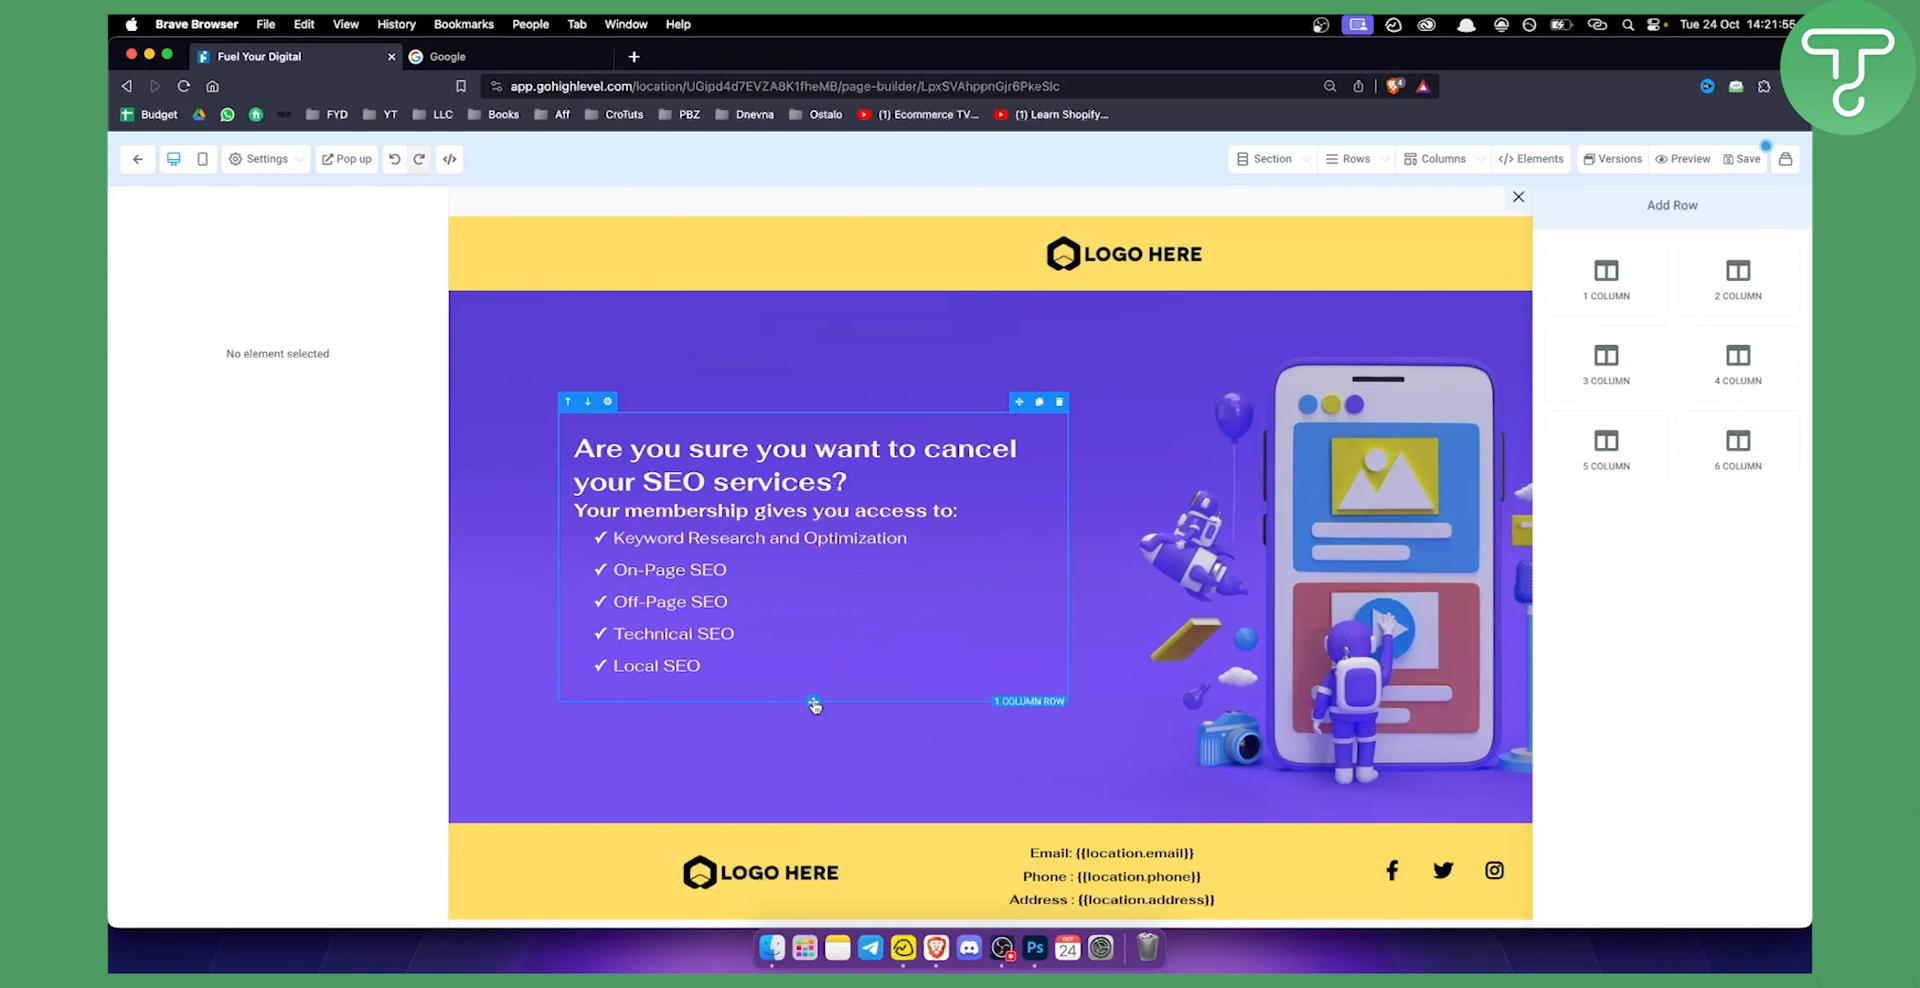 Brave Browser File Edit View History Bookmarks People Tab Window Help Tue 24 Oct 14:21:55
Fuel Your Digital Google
app.gohighlevel.com/location/UGipd4d7EVZA8K1fheMB/page-builder/LpxSVAhppnGjr6PkeSlc
Budget FYD YT LLC Books Aff CroTuts PBZ Dnevna Ostalo (1) Ecommerce TV... (1) Learn Shopify...
Settings Pop up </> Section Rows Columns </> Elements Versions Preview Save
Add Row
LOGO HERE
1 COLUMN 2 COLUMN
No element selected
3 COLUMN 4 COLUMN
Are you sure you want to cancel
your SEO services?
5 COLUMN 6 COLUMN
Your membership gives you access to:
✓ Keyword Research and Optimization
✓ On-Page SEO
✓ Off-Page SEO
✓ Technical SEO
✓ Local SEO
1 COLUMN ROW
LOGO HERE
Email: {{location.email}}
Phone : {{location.phone}}
Address : {{location.address}}
Ps OCT 24